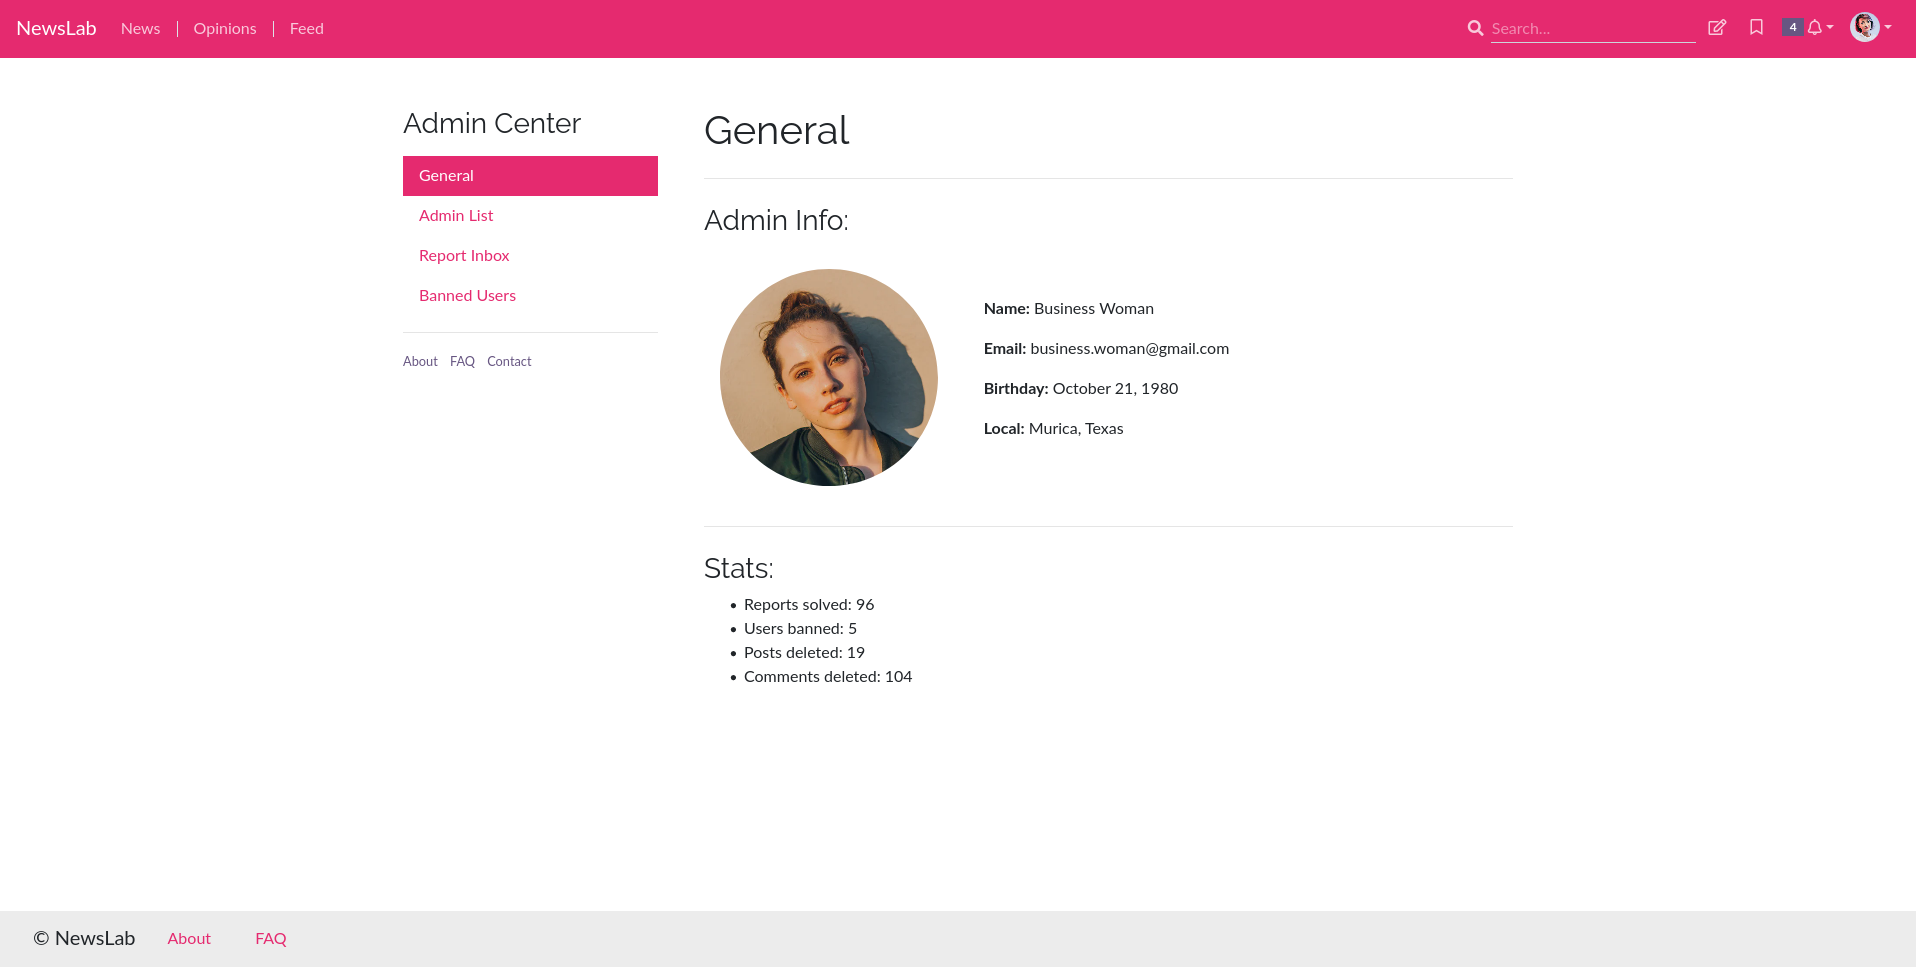 NewsLab News Opinions Feed Search... 4
Admin Center
General
Admin List
Report Inbox
Banned Users
About FAQ Contact
General
Admin Info:
Name: Business Woman
Email: business.woman@gmail.com
Birthday: October 21, 1980
Local: Murica, Texas
Stats:
• Reports solved: 96
• Users banned: 5
• Posts deleted: 19
• Comments deleted: 104
© NewsLab About FAQ